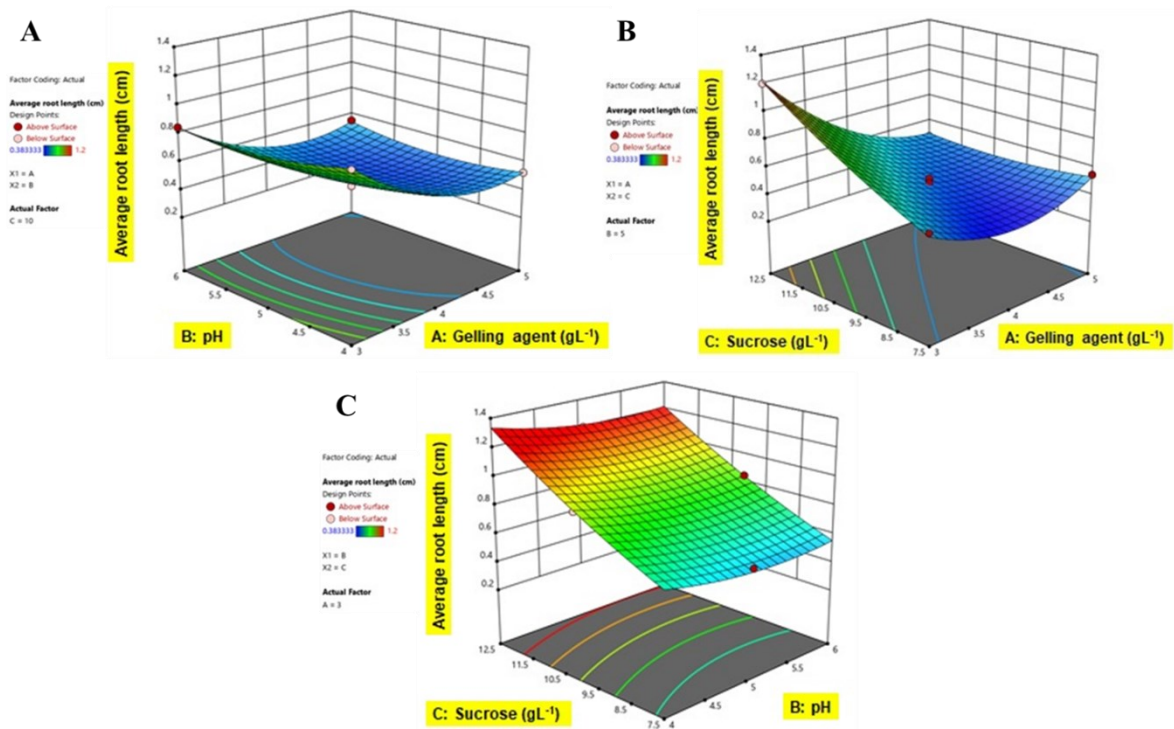 A
Factor Coding: Actual
Average root length (cm)
Design Points:
Above Surface
Below Surface
0.383333 1.2
X1 = A
X2 = B
Actual Factor
C = 10
Average root length (cm)
1.4
1.2
1
0.8
0.6
0.4
0.2
6
5.5
5
4.5
4
3
3.5
4
4.5
5
B: pH
A: Gelling agent (gL⁻¹)
B
Factor Coding: Actual
Average root length (cm)
Design Points:
Above Surface
Below Surface
0.383333 1.2
X1 = A
X2 = C
Actual Factor
B = 5
Average root length (cm)
1.4
1.2
1
0.8
0.6
0.4
0.2
12.5
11.5
10.5
9.5
8.5
7.5
3
3.5
4
4.5
5
C: Sucrose (gL⁻¹)
A: Gelling agent (gL⁻¹)
C
Factor Coding: Actual
Average root length (cm)
Design Points:
Above Surface
Below Surface
0.383333 1.2
X1 = B
X2 = C
Actual Factor
A = 3
Average root length (cm)
1.4
1.2
1
0.8
0.6
0.4
0.2
12.5
11.5
10.5
9.5
8.5
7.5
4
4.5
5
5.5
6
C: Sucrose (gL⁻¹)
B: pH